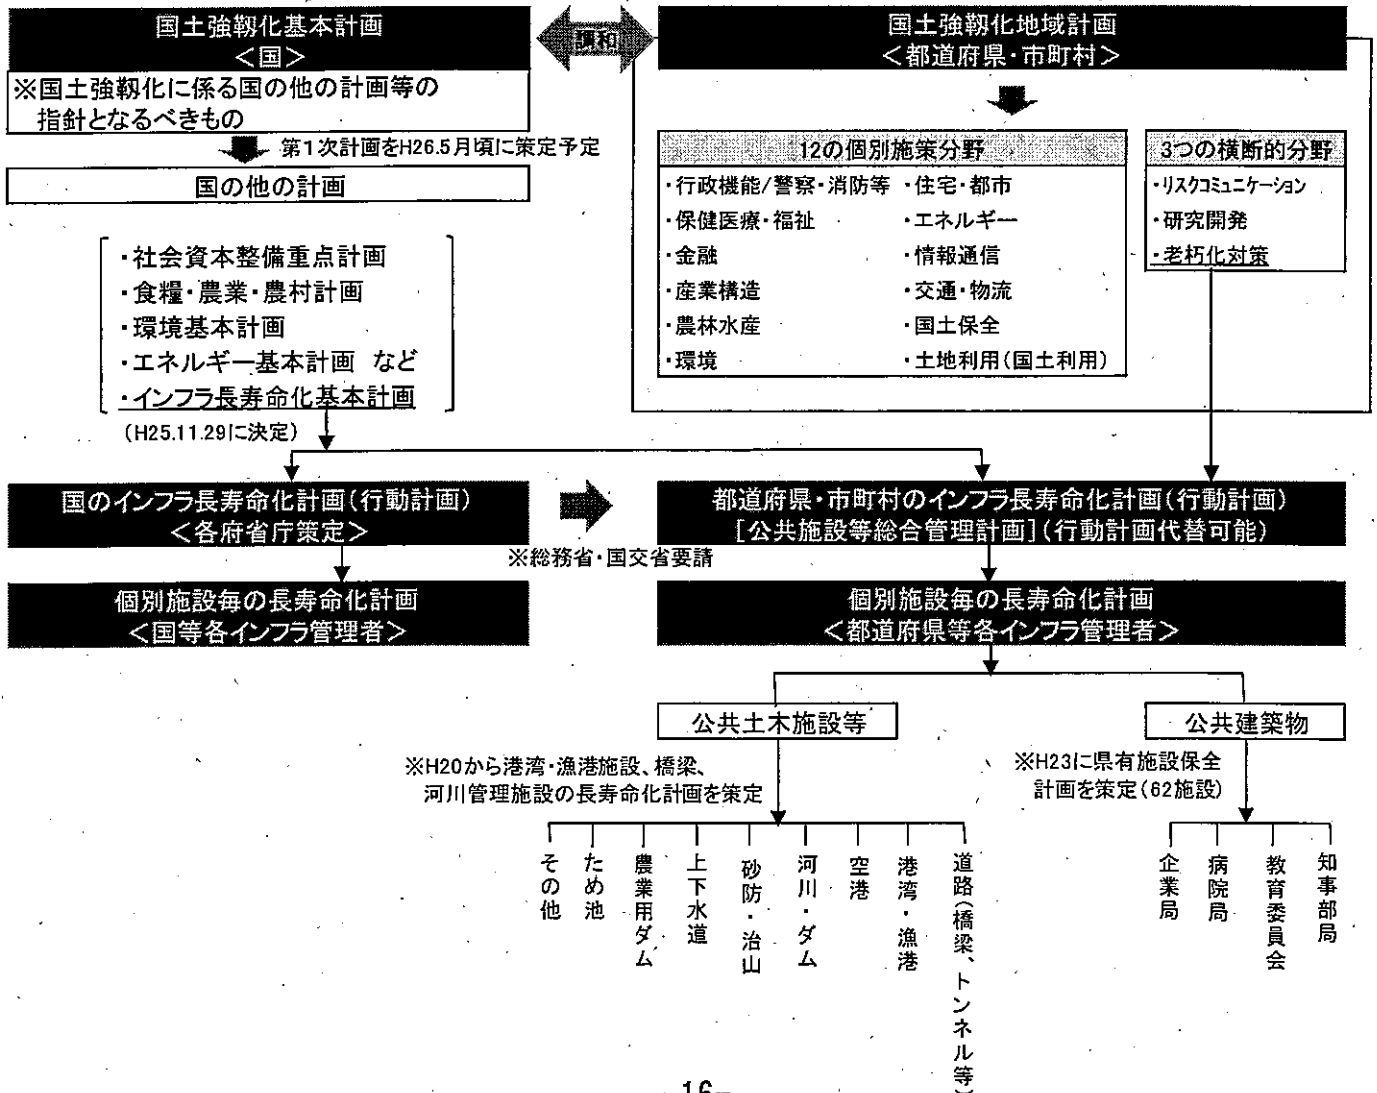 国土強靱化基本計画
<国>
※国土強靱化に係る国の他の計画等の
指針となるべきもの
第1次計画をH26.5月頃に策定予定
国の他の計画
・社会資本整備重点計画
・食糧・農業・農村計画
・環境基本計画
・エネルギー基本計画 など
・インフラ長寿命化基本計画
(H25.11.29に決定)
調和
国土強靱化地域計画
<都道府県・市町村>
12の個別施策分野
・行政機能/警察・消防等
・保健医療・福祉
・金融
・産業構造
・農林水産
・環境
・住宅・都市
・エネルギー
・情報通信
・交通・物流
・国土保全
・土地利用(国土利用)
3つの横断的分野
・リスクコミュニケーション
・研究開発
・老朽化対策
国のインフラ長寿命化計画(行動計画)
<各府省庁策定>
※総務省・国交省要請
都道府県・市町村のインフラ長寿命化計画(行動計画)
[公共施設等総合管理計画](行動計画代替可能)
個別施設毎の長寿命化計画
<国等各インフラ管理者>
個別施設毎の長寿命化計画
<都道府県等各インフラ管理者>
公共土木施設等
※H20から港湾・漁港施設、橋梁、
河川管理施設の長寿命化計画を策定
公共建築物
※H23に県有施設保全
計画を策定(62施設)
その他
ため池
農業用ダム
上下水道
砂防・治山
河川・ダム
空港
港湾・漁港
道路(橋梁、トンネル等)
企業局
病院局
教育委員会
知事部局
16-